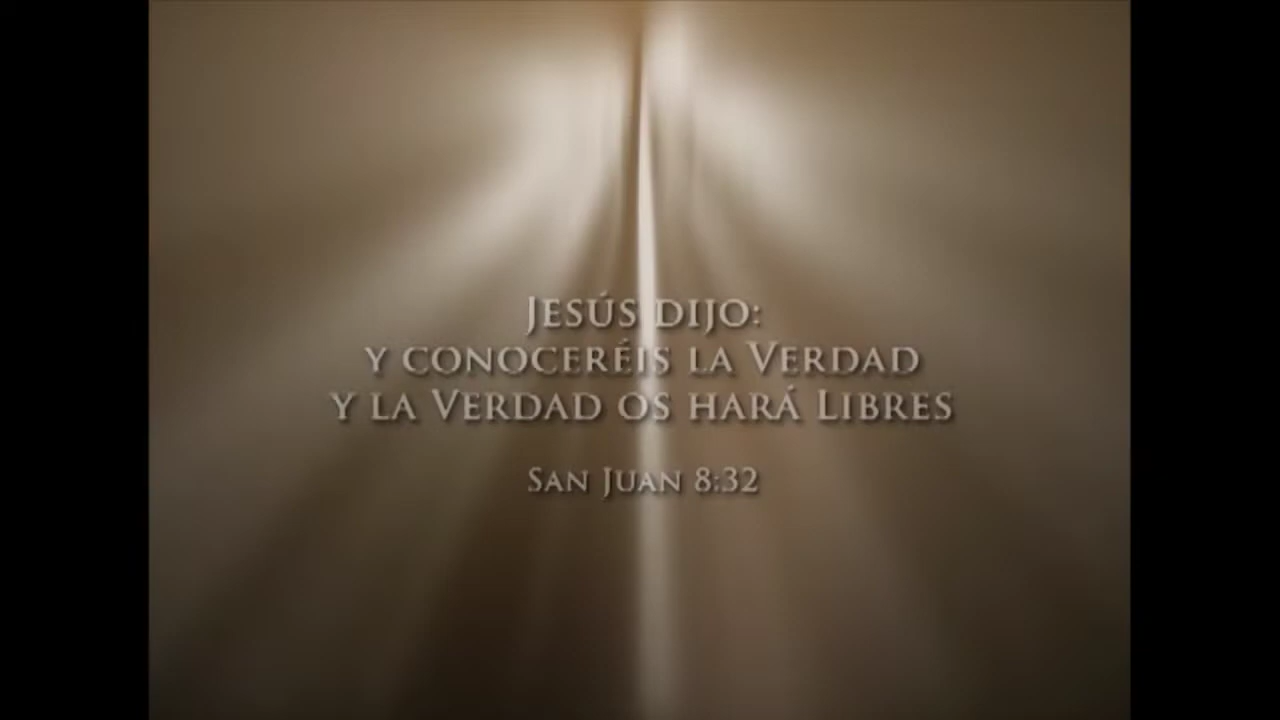 Jesús dijo:
y conoceréis la Verdad
y la Verdad os hará Libres
San Juan 8:32